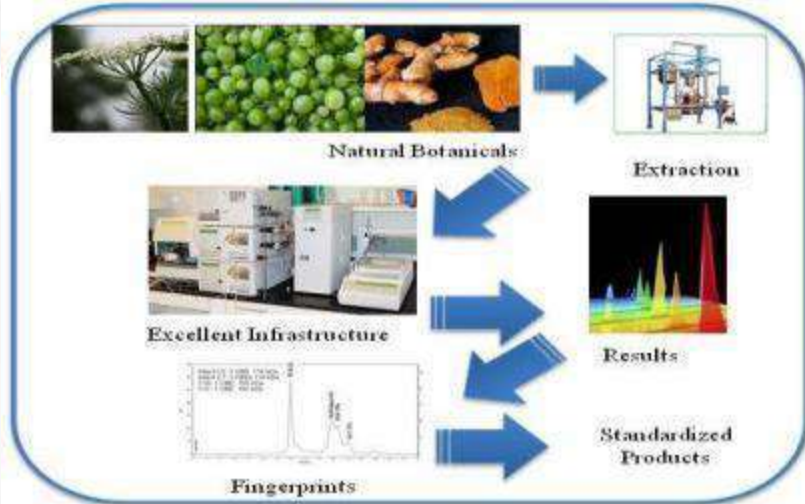 Natural Botanicals
Extraction
Excellent Infrastructure
Results
Fingerprints
Standardized
Products